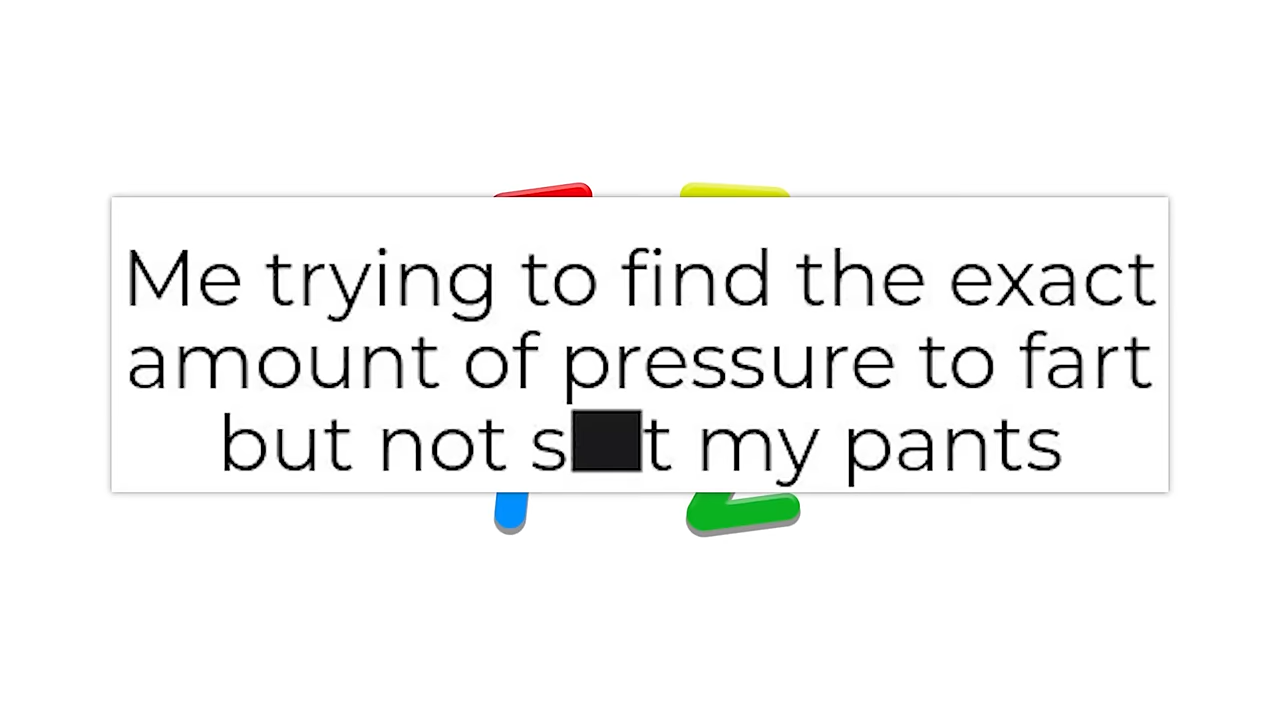 Me trying to find the exact
amount of pressure to fart
but not s■t my pants